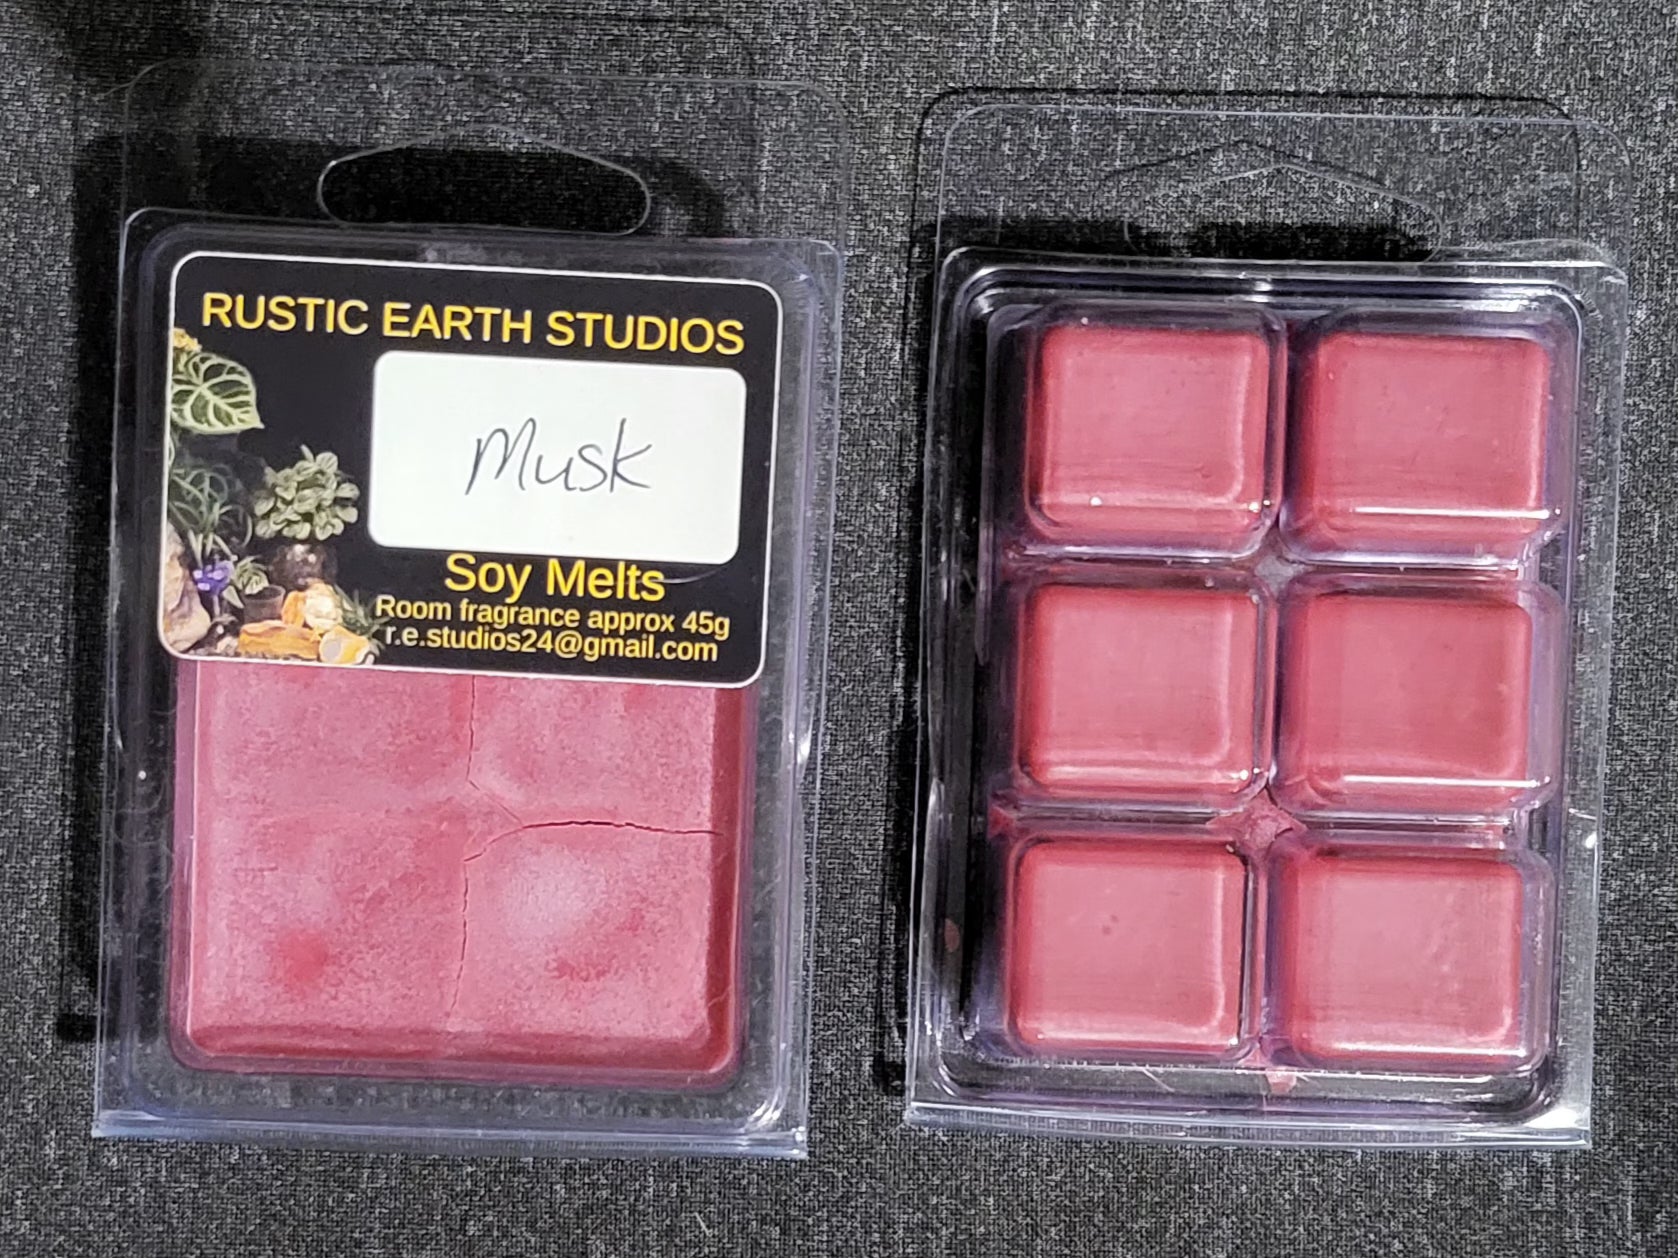 RUSTIC EARTH STUDIOS
Musk
Soy Melts
Room fragrance approx 45g
r.e.studios24@gmail.com